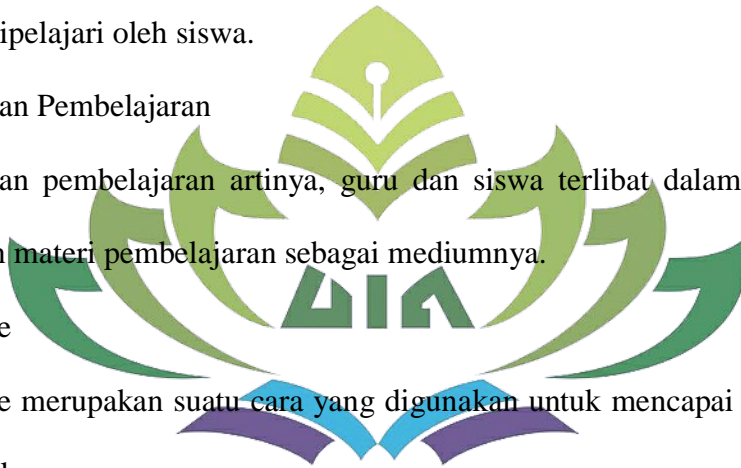 ipelajari oleh siswa.
an Pembelajaran
an pembelajaran artinya, guru dan siswa terlibat dalam
materi pembelajaran sebagai mediumnya.
UIN
e
e merupakan suatu cara yang digunakan untuk mencapai